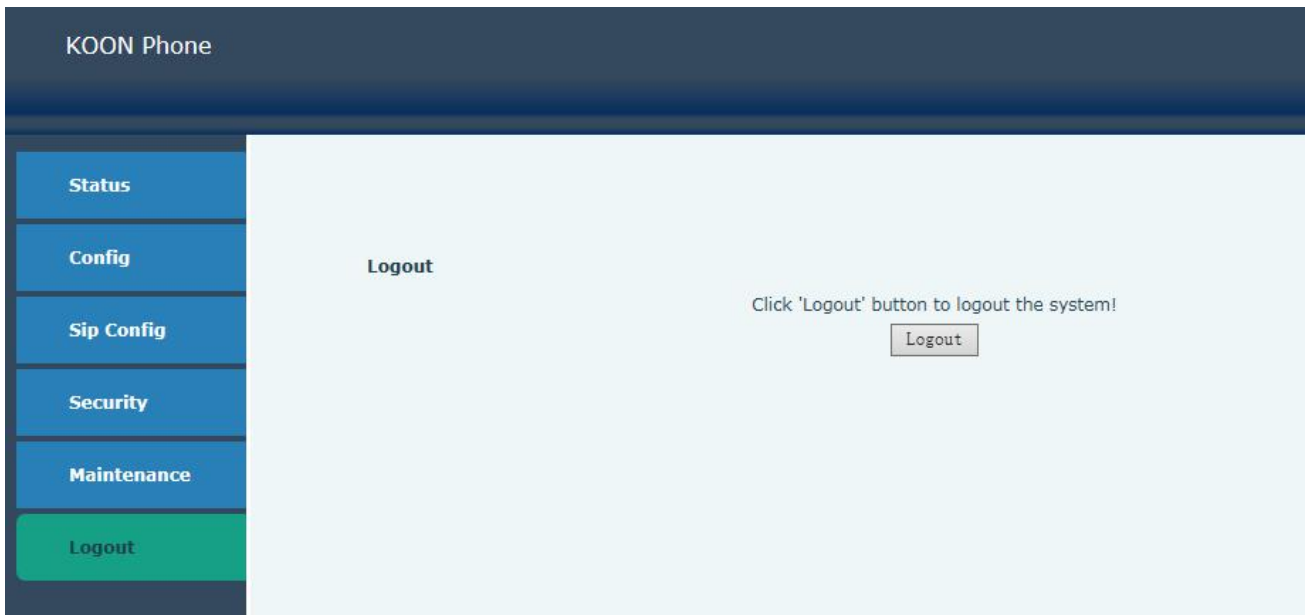 KOON Phone
Status
Config
Sip Config
Security
Maintenance
Logout
Logout
Click 'Logout' button to logout the system!
Logout